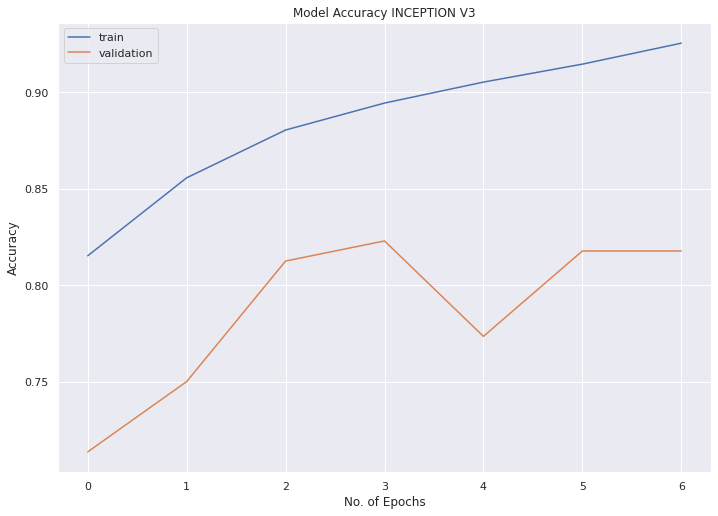 Model Accuracy INCEPTION V3
train
validation
0.90
0.85
0.80
0.75
Accuracy
0 1 2 3 4 5 6
No. of Epochs